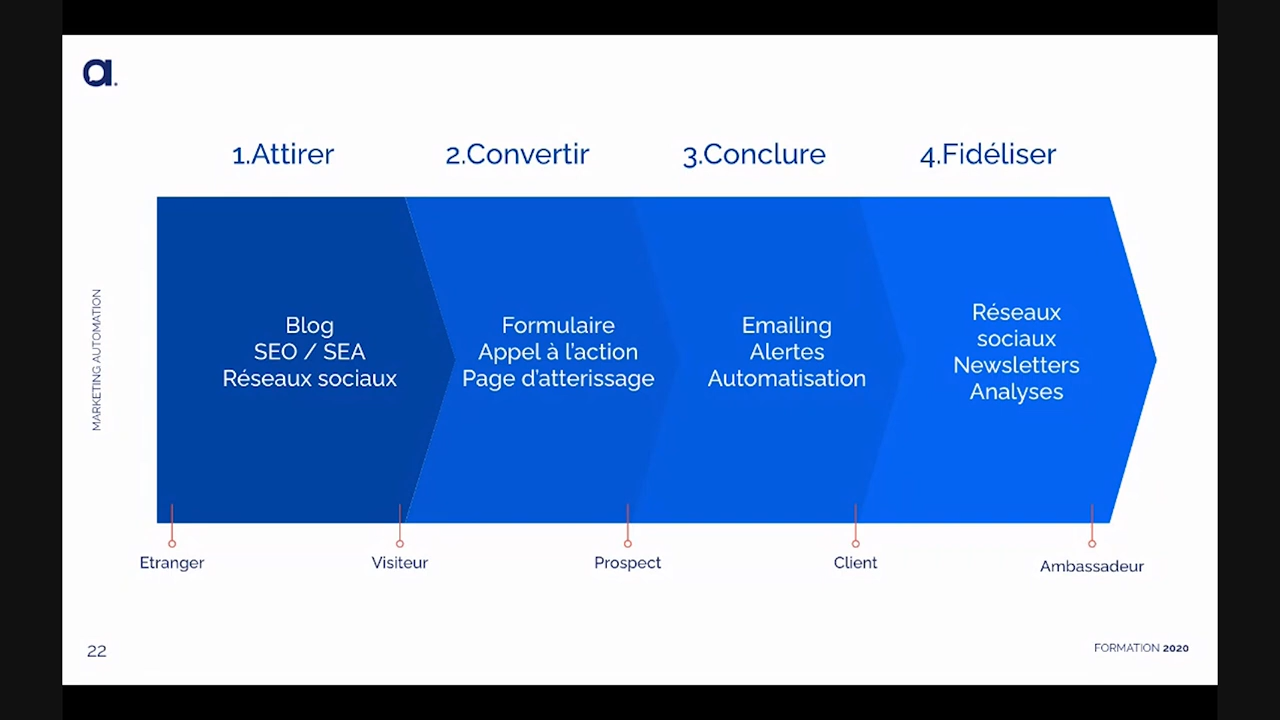 a.
1.Attirer
2.Convertir
3.Conclure
4.Fidéliser
MARKETING AUTOMATION
Blog
SEO / SEA
Réseaux sociaux
Formulaire
Appel à l'action
Page d'atterissage
Emailing
Alertes
Automatisation
Réseaux
sociaux
Newsletters
Analyses
Etranger
Visiteur
Prospect
Client
Ambassadeur
22
FORMATION 2020